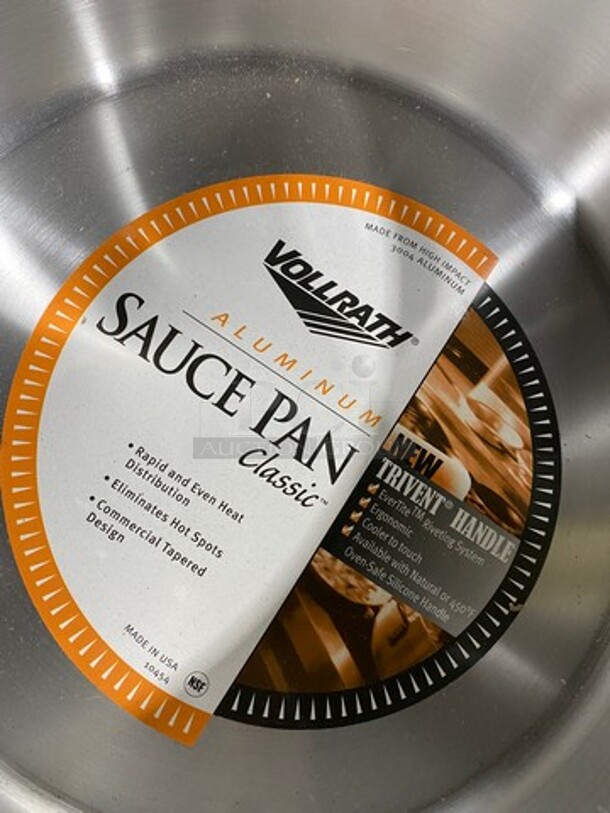 MADE FROM HIGH IMPACT
3004 ALUMINUM
VOLLRATH®
ALUMINUM
SAUCE PAN
Classic™
• Rapid and Even Heat
Distribution
• Eliminates Hot Spots
• Commercial Tapered
Design
MADE IN USA
10454
NSF
NEW
TRIVENT® HANDLE
EverTite™ Riveting System
Ergonomic
Cooler to touch
Available with Natural or 450°F
Oven-Safe Silicone Handle